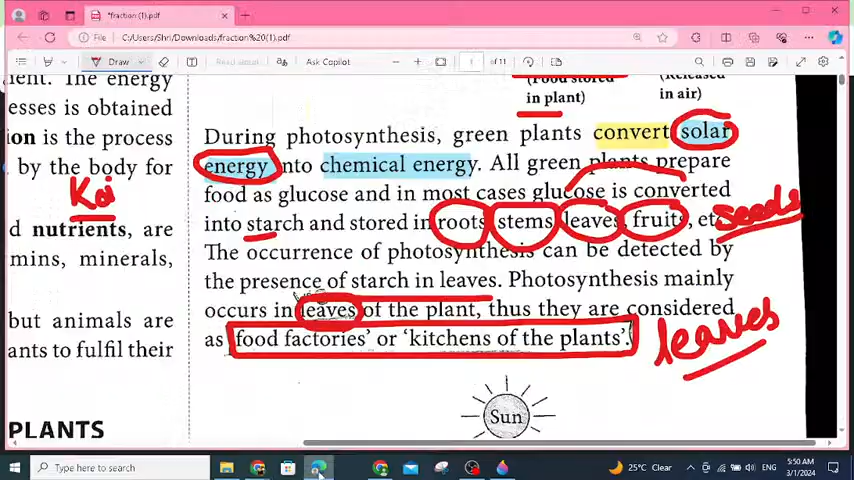 *fraction (1).pdf
C:/Users/Shri/Downloads/fraction%20(1).pdf
Draw
Read aloud
Ask Copilot
of 11
(Food stored
in plant)
(Released
in air)
ent. The energy
esses is obtained
ion is the process
by the body for
Koi
d nutrients, are
mins, minerals,
but animals are
ants to fulfil their
PLANTS
During photosynthesis, green plants convert solar
energy into chemical energy. All green plants prepare
food as glucose and in most cases glucose is converted
into starch and stored in roots, stems, leaves, fruits, etc.
seeds
The occurrence of photosynthesis can be detected by
the presence of starch in leaves. Photosynthesis mainly
occurs in leaves of the plant, thus they are considered
as 'food factories' or 'kitchens of the plants'.
leaves
Sun
Type here to search
25°C Clear
ENG
5:50 AM
3/1/2024